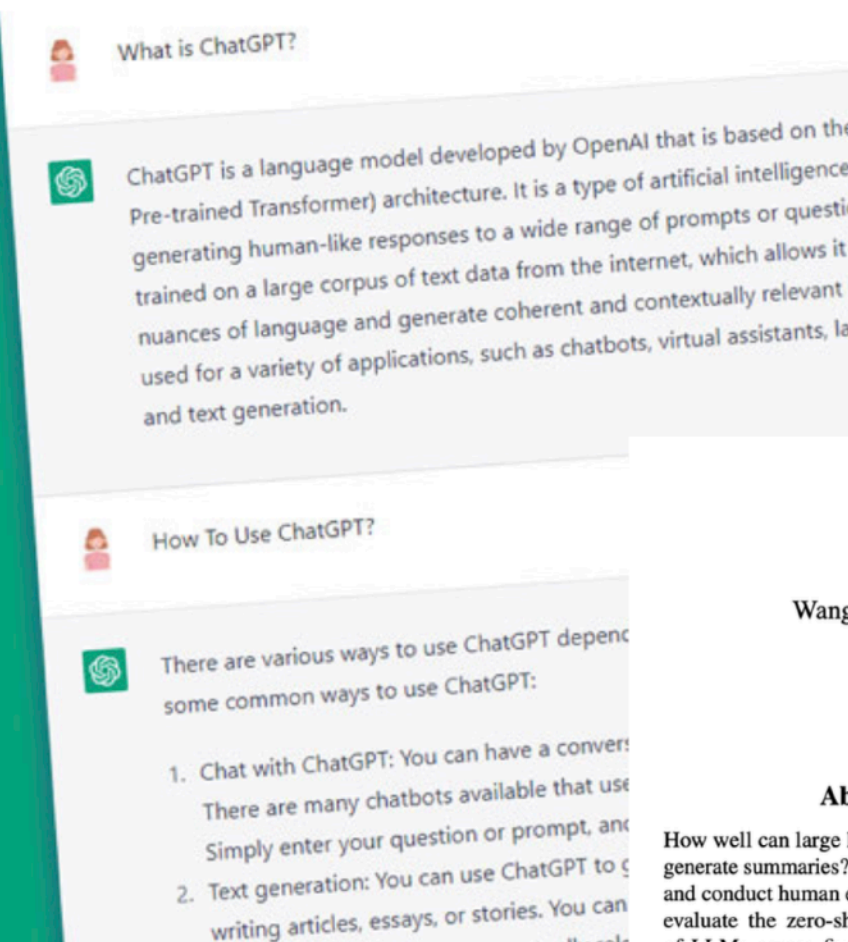 What is ChatGPT?
ChatGPT is a language model developed by OpenAI that is based on the
Pre-trained Transformer) architecture. It is a type of artificial intelligence
generating human-like responses to a wide range of prompts or
trained on a large corpus of text data from the internet, which allows it
nuances of language and generate coherent and contextually relevant
used for a variety of applications, such as chatbots, virtual assistants,
and text generation.
How To Use ChatGPT?
There are various ways to use ChatGPT
some common ways to use ChatGPT:
1. Chat with ChatGPT: You can have a
There are many chatbots available that use
Simply enter your question or prompt,
2. Text generation: You can use ChatGPT to
writing articles, essays, or stories. You can
Wang
How well can large
generate summaries?
and conduct human
evaluate the